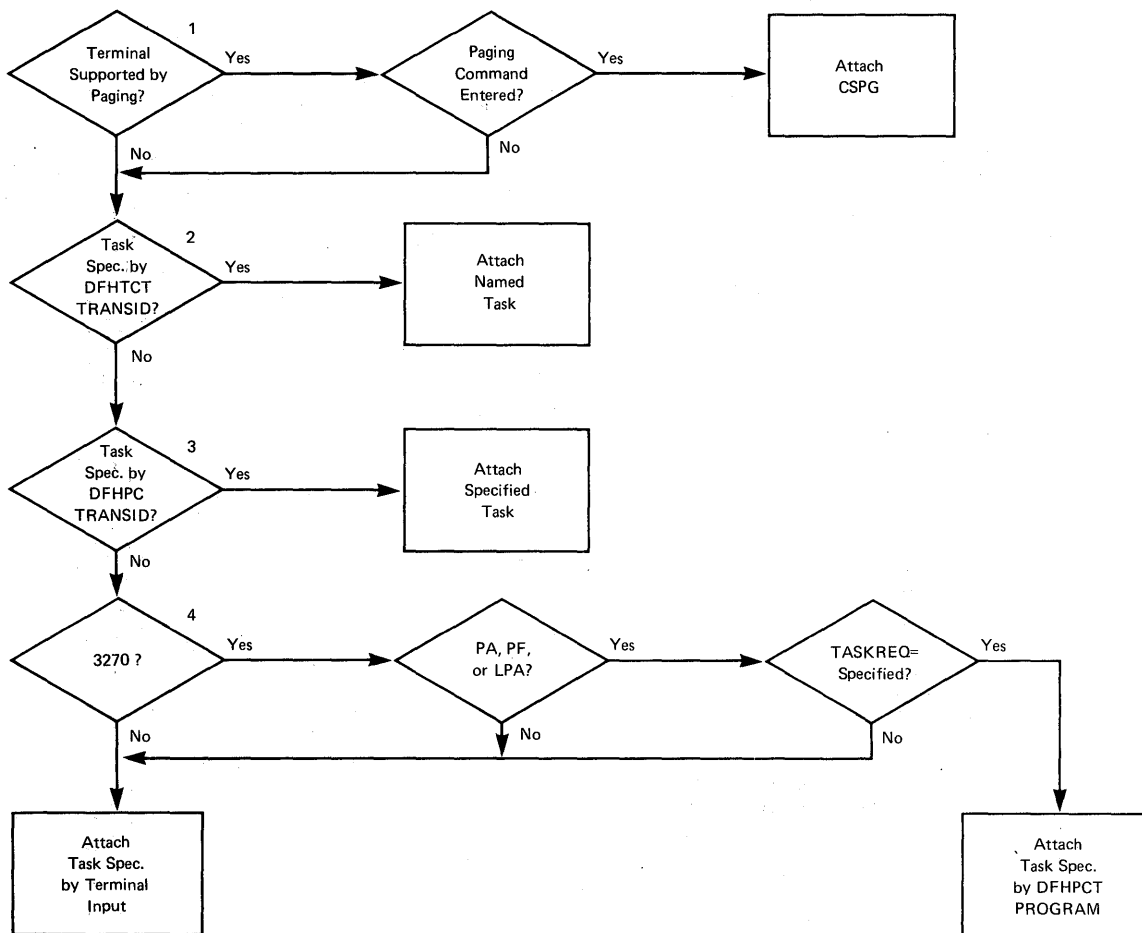 1
Terminal
Supported by
Paging?
Yes
Paging
Command
Entered?
Yes
Attach
CSPG
No
No
2
Task
Spec. by
DFHTCT
TRANSID?
Yes
Attach
Named
Task
No
3
Task
Spec. by
DFHPC
TRANSID?
Yes
Attach
Specified
Task
No
4
3270 ?
Yes
PA, PF,
or LPA?
Yes
TASKREQ=
Specified?
Yes
No
No
No
Attach
Task Spec.
by Terminal
Input
Attach
Task Spec.
by DFHPCT
PROGRAM